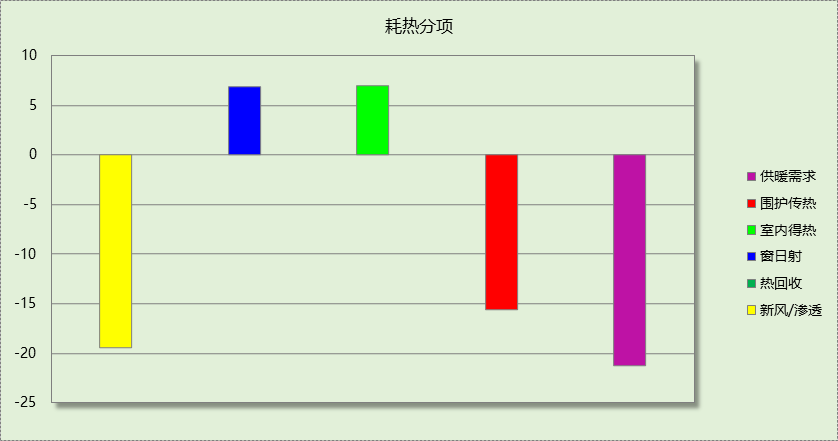 耗热分项
10
5
0
-5
-10
-15
-20
-25
供暖需求
围护传热
室内得热
窗日射
热回收
新风/渗透